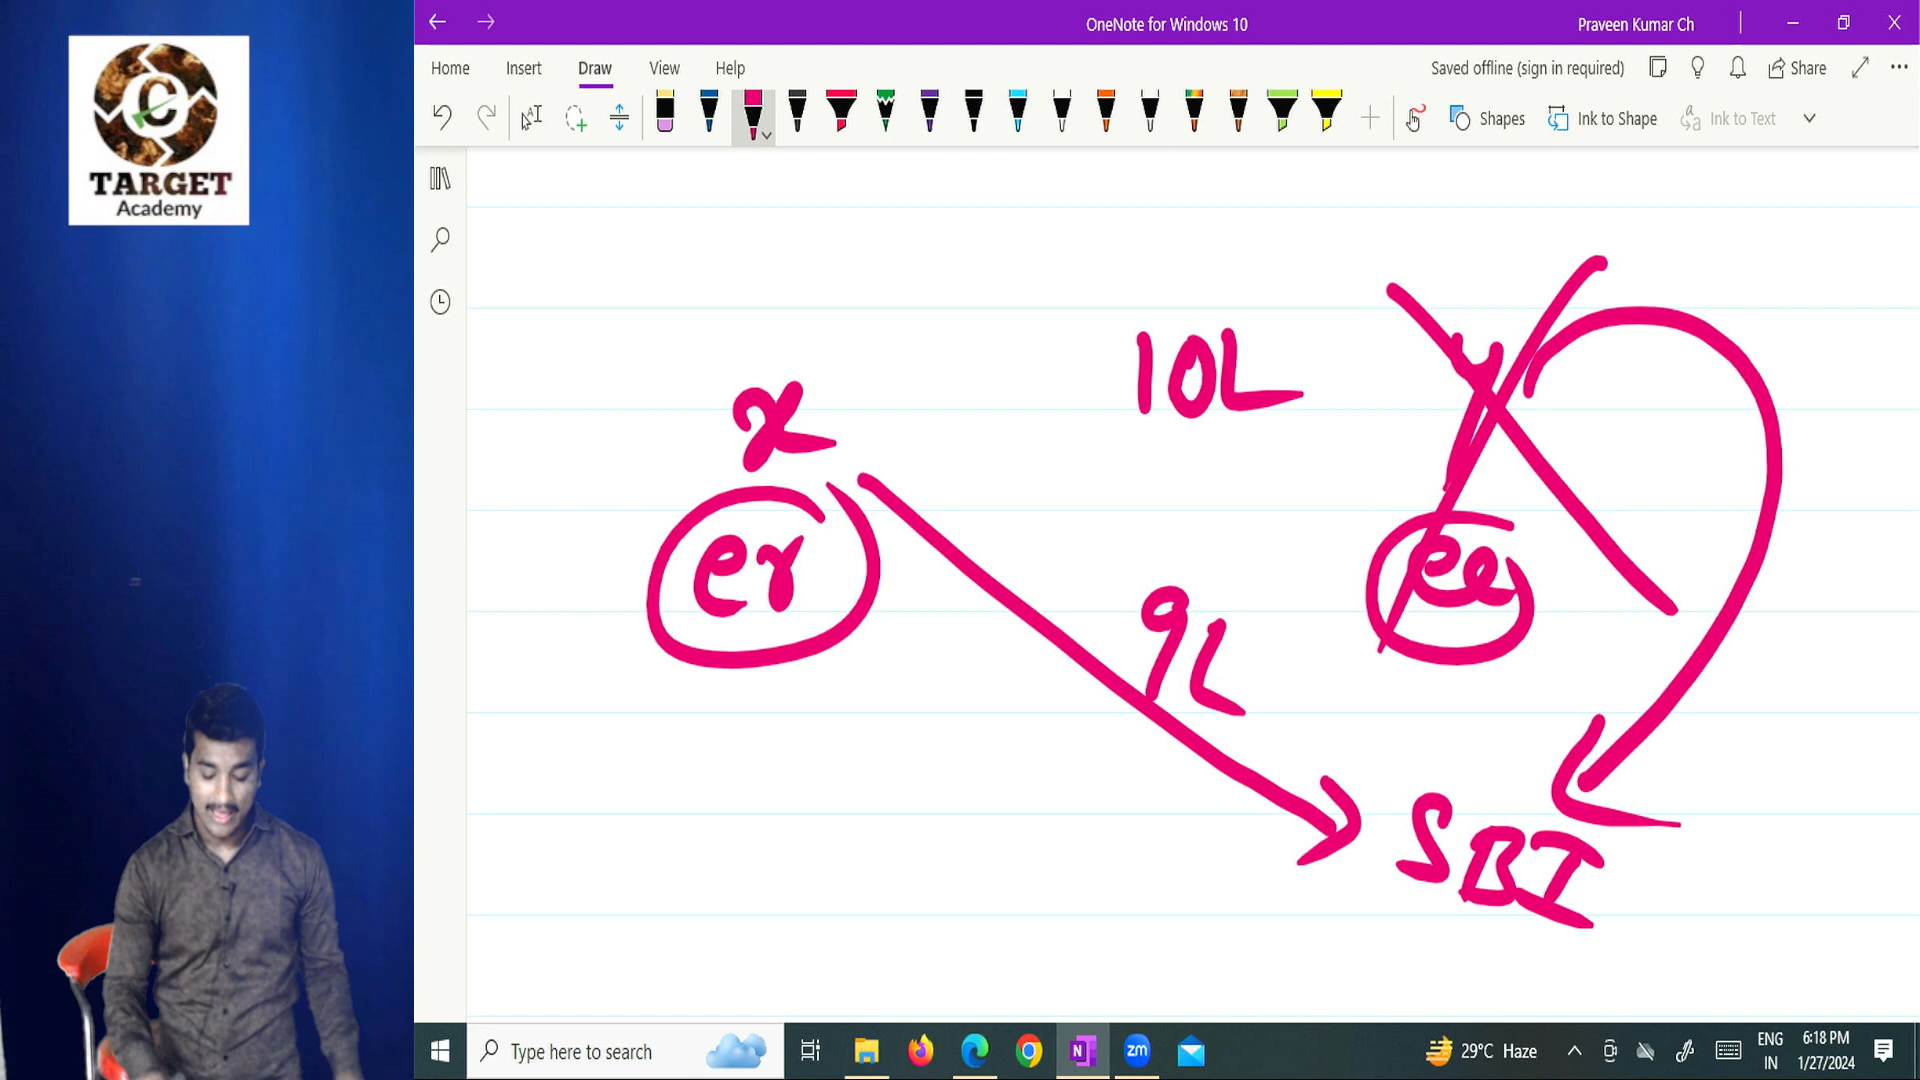 TARGET
Academy
OneNote for Windows 10
Praveen Kumar Ch
Home Insert Draw View Help
Saved offline (sign in required) Share
Shapes Ink to Shape Ink to Text
10L
y
x
er
ee
9L
SBI
Type here to search
zm
29°C Haze
ENG
IN
6:18 PM
1/27/2024